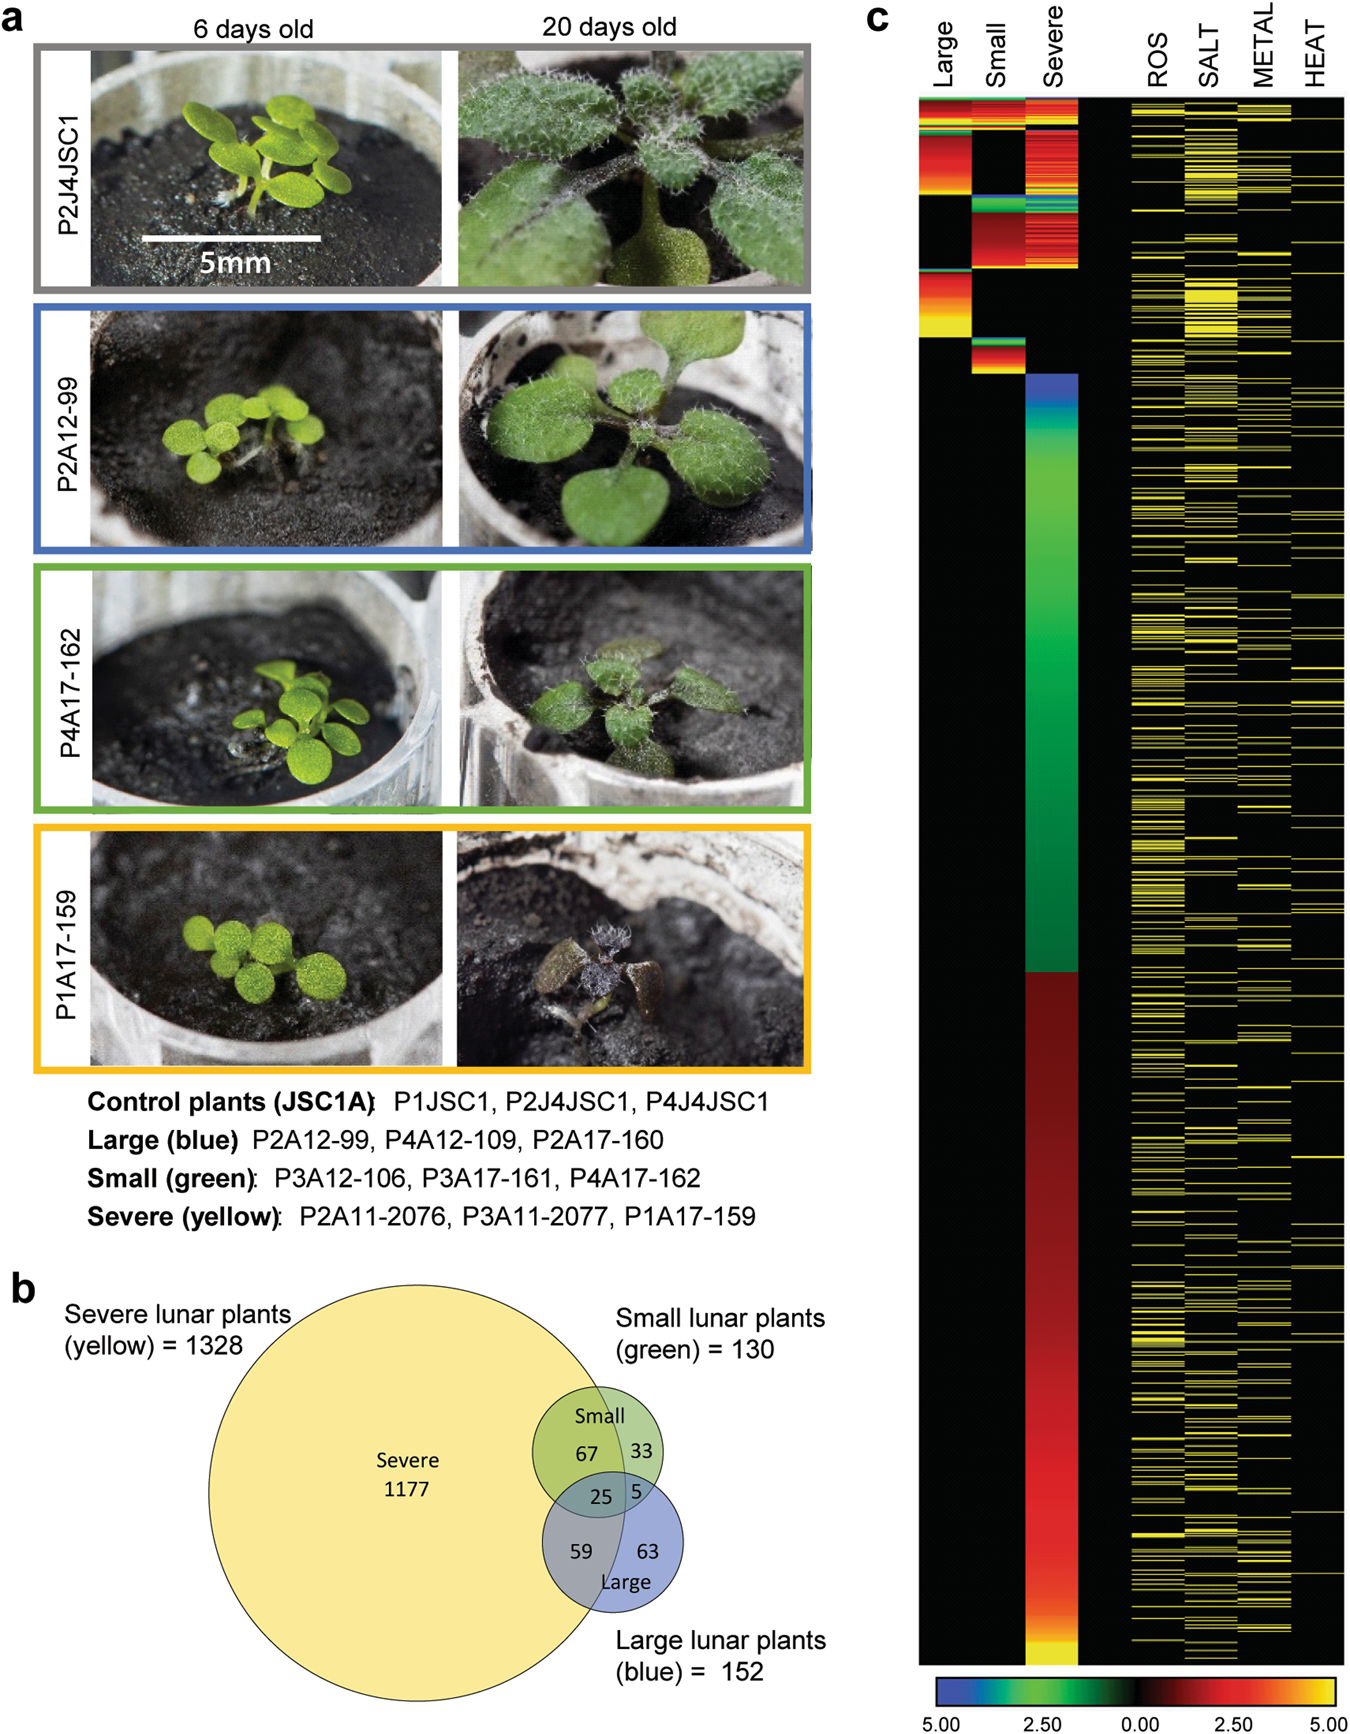 a
6 days old
20 days old
P2J4JSC1
5mm
P2A12-99
P4A17-162
P1A17-159
Control plants (JSC1A): P1JSC1, P2J4JSC1, P4J4JSC1
Large (blue) P2A12-99, P4A12-109, P2A17-160
Small (green): P3A12-106, P3A17-161, P4A17-162
Severe (yellow): P2A11-2076, P3A11-2077, P1A17-159
b
Severe lunar plants
(yellow) = 1328
Small lunar plants
(green) = 130
Small
67
33
Severe
1177
25
5
59
63
Large
Large lunar plants
(blue) = 152
c
Large
Small
Severe
ROS
SALT
METAL
HEAT
5.00
2.50
0.00
2.50
5.00